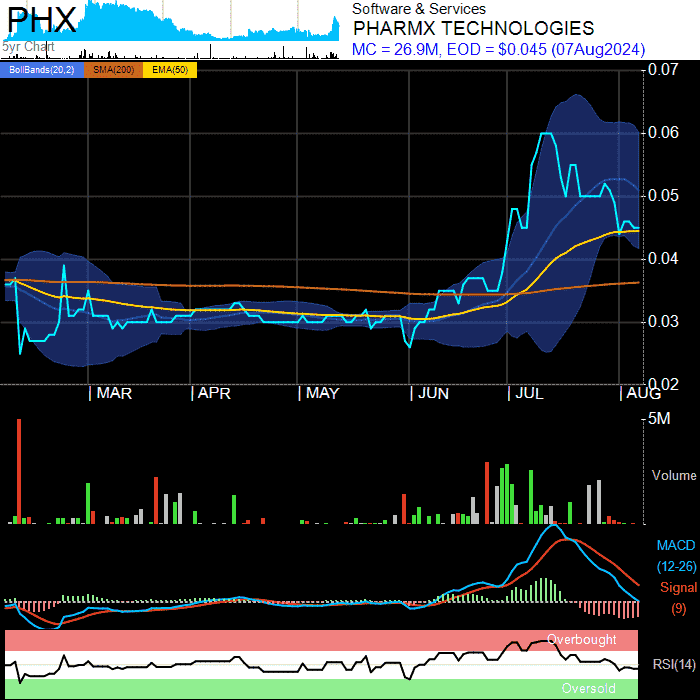 PHX
5yr Chart
Software & Services
PHARMX TECHNOLOGIES
MC = 26.9M, EOD = $0.045 (07Aug2024)
BollBands(20,2) SMA(200) EMA(50)
0.07
0.06
0.05
0.04
0.03
0.02
MAR APR MAY JUN JUL AUG
5M
Volume
MACD
(12-26)
Signal
(9)
Overbought
RSI(14)
Oversold